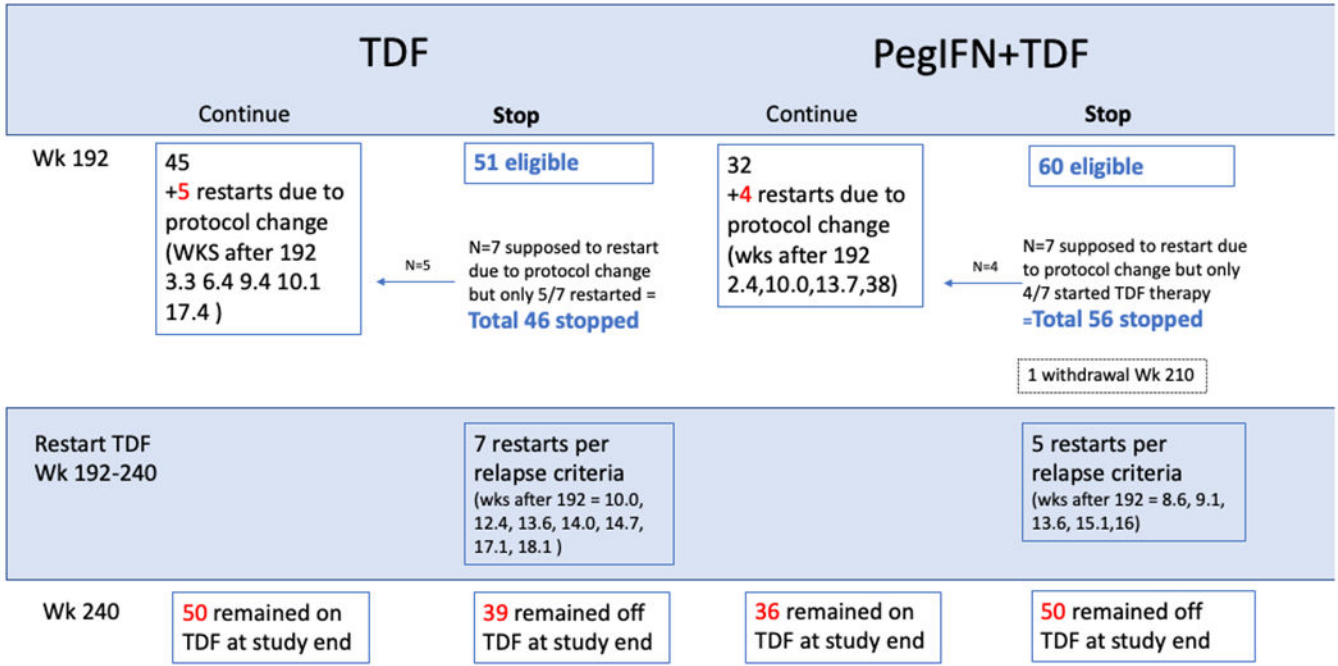 TDF
PegIFN+TDF
Continue
Stop
Continue
Stop
Wk 192
45
+5 restarts due to
protocol change
(WKS after 192
3.3 6.4 9.4 10.1
17.4 )
N=5
51 eligible
N=7 supposed to restart
due to protocol change
but only 5/7 restarted =
Total 46 stopped
32
+4 restarts due to
protocol change
(wks after 192
2.4,10.0,13.7,38)
N=4
60 eligible
N=7 supposed to restart due
to protocol change but only
4/7 started TDF therapy
=Total 56 stopped
1 withdrawal Wk 210
Restart TDF
Wk 192-240
7 restarts per
relapse criteria
(wks after 192 = 10.0,
12.4, 13.6, 14.0, 14.7,
17.1, 18.1 )
5 restarts per
relapse criteria
(wks after 192 = 8.6, 9.1,
13.6, 15.1,16)
Wk 240
50 remained on
TDF at study end
39 remained off
TDF at study end
36 remained on
TDF at study end
50 remained off
TDF at study end